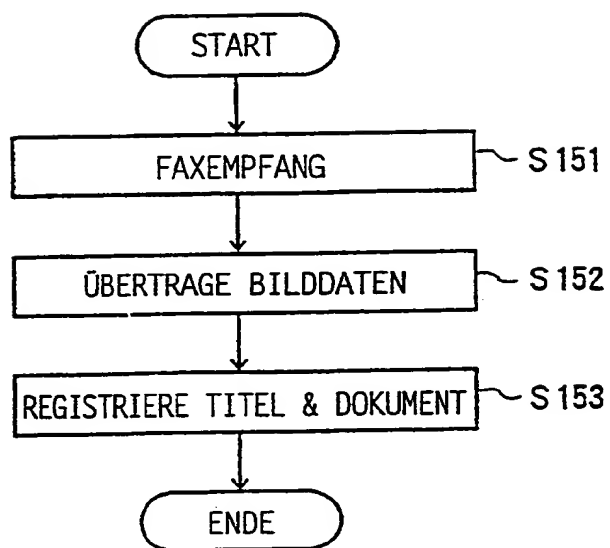 START
FAXEMPFANG S151
ÜBERTRAGE BILDDATEN S152
REGISTRIERE TITEL & DOKUMENT S153
ENDE